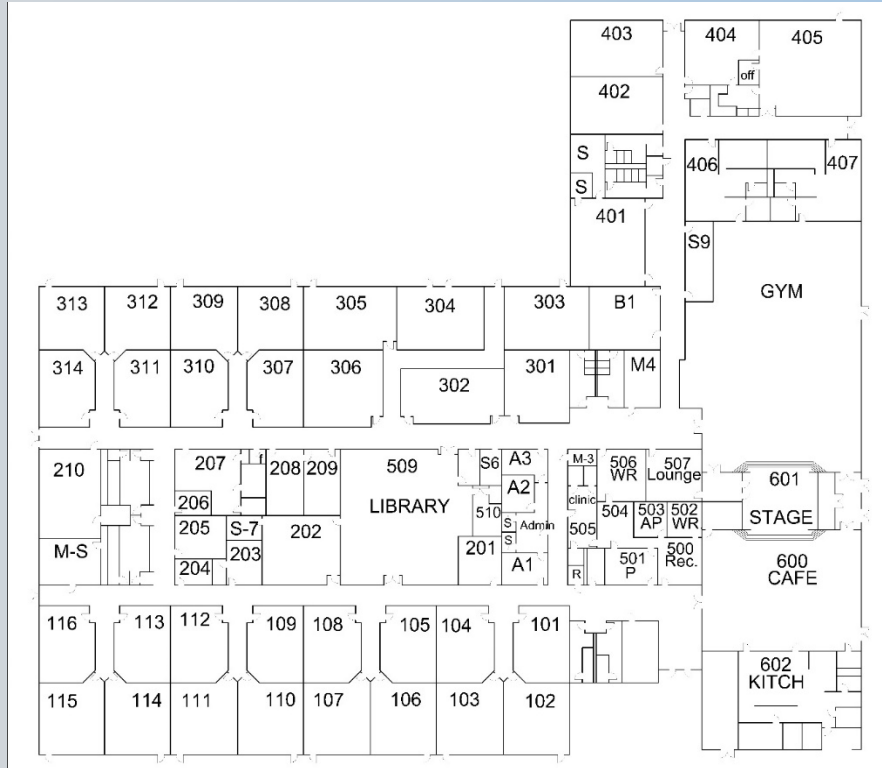 403
404
405
off
402
S
S
406
407
401
S9
GYM
313
312
309
308
305
304
303
B1
314
311
310
307
306
302
301
M4
210
207
208
209
509
LIBRARY
S6
A3
A2
M-3
clinic
506
WR
507
Lounge
601
STAGE
206
205
S-7
203
202
204
M-S
510
S
S
Admin
201
A1
505
504
503
AP
502
WR
R
501
P
500
Rec.
600
CAFE
116
113
112
109
108
105
104
101
115
114
111
110
107
106
103
102
602
KITCH